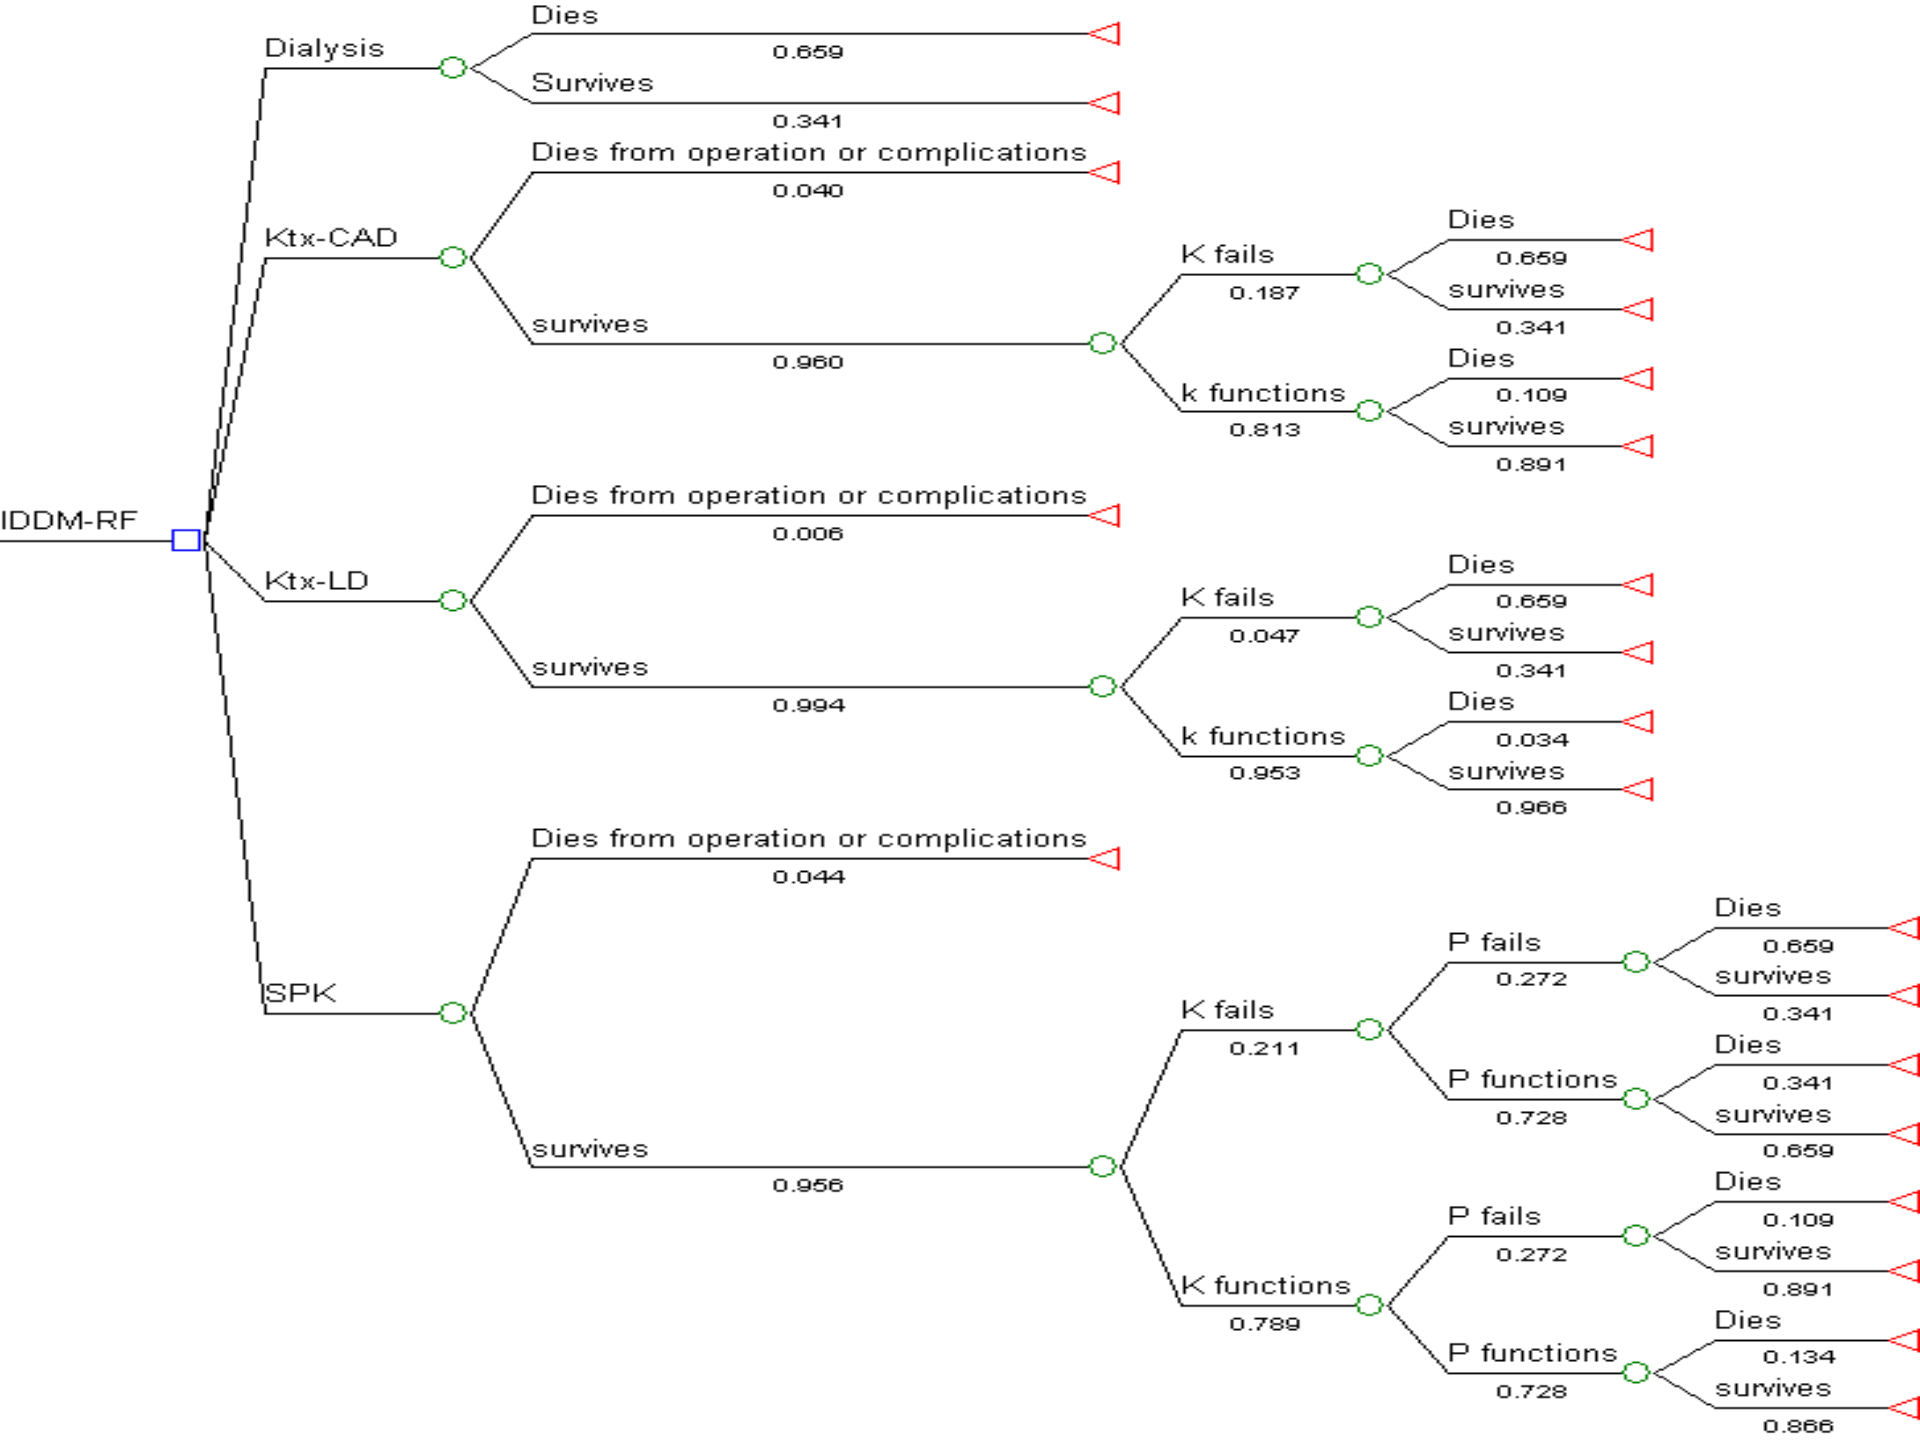 Dies
0.659
Dialysis
Survives
0.341
Dies from operation or complications
0.040
Ktx-CAD
survives
0.960
K fails
0.187
Dies
0.659
survives
0.341
k functions
0.813
Dies
0.109
survives
0.891
IDDM-RF
Dies from operation or complications
0.006
Ktx-LD
survives
0.994
K fails
0.047
Dies
0.659
survives
0.341
k functions
0.953
Dies
0.034
survives
0.966
Dies from operation or complications
0.044
SPK
survives
0.956
K fails
0.211
P fails
0.272
Dies
0.659
survives
0.341
P functions
0.728
Dies
0.341
survives
0.659
K functions
0.789
P fails
0.272
Dies
0.109
survives
0.891
P functions
0.728
Dies
0.134
survives
0.866